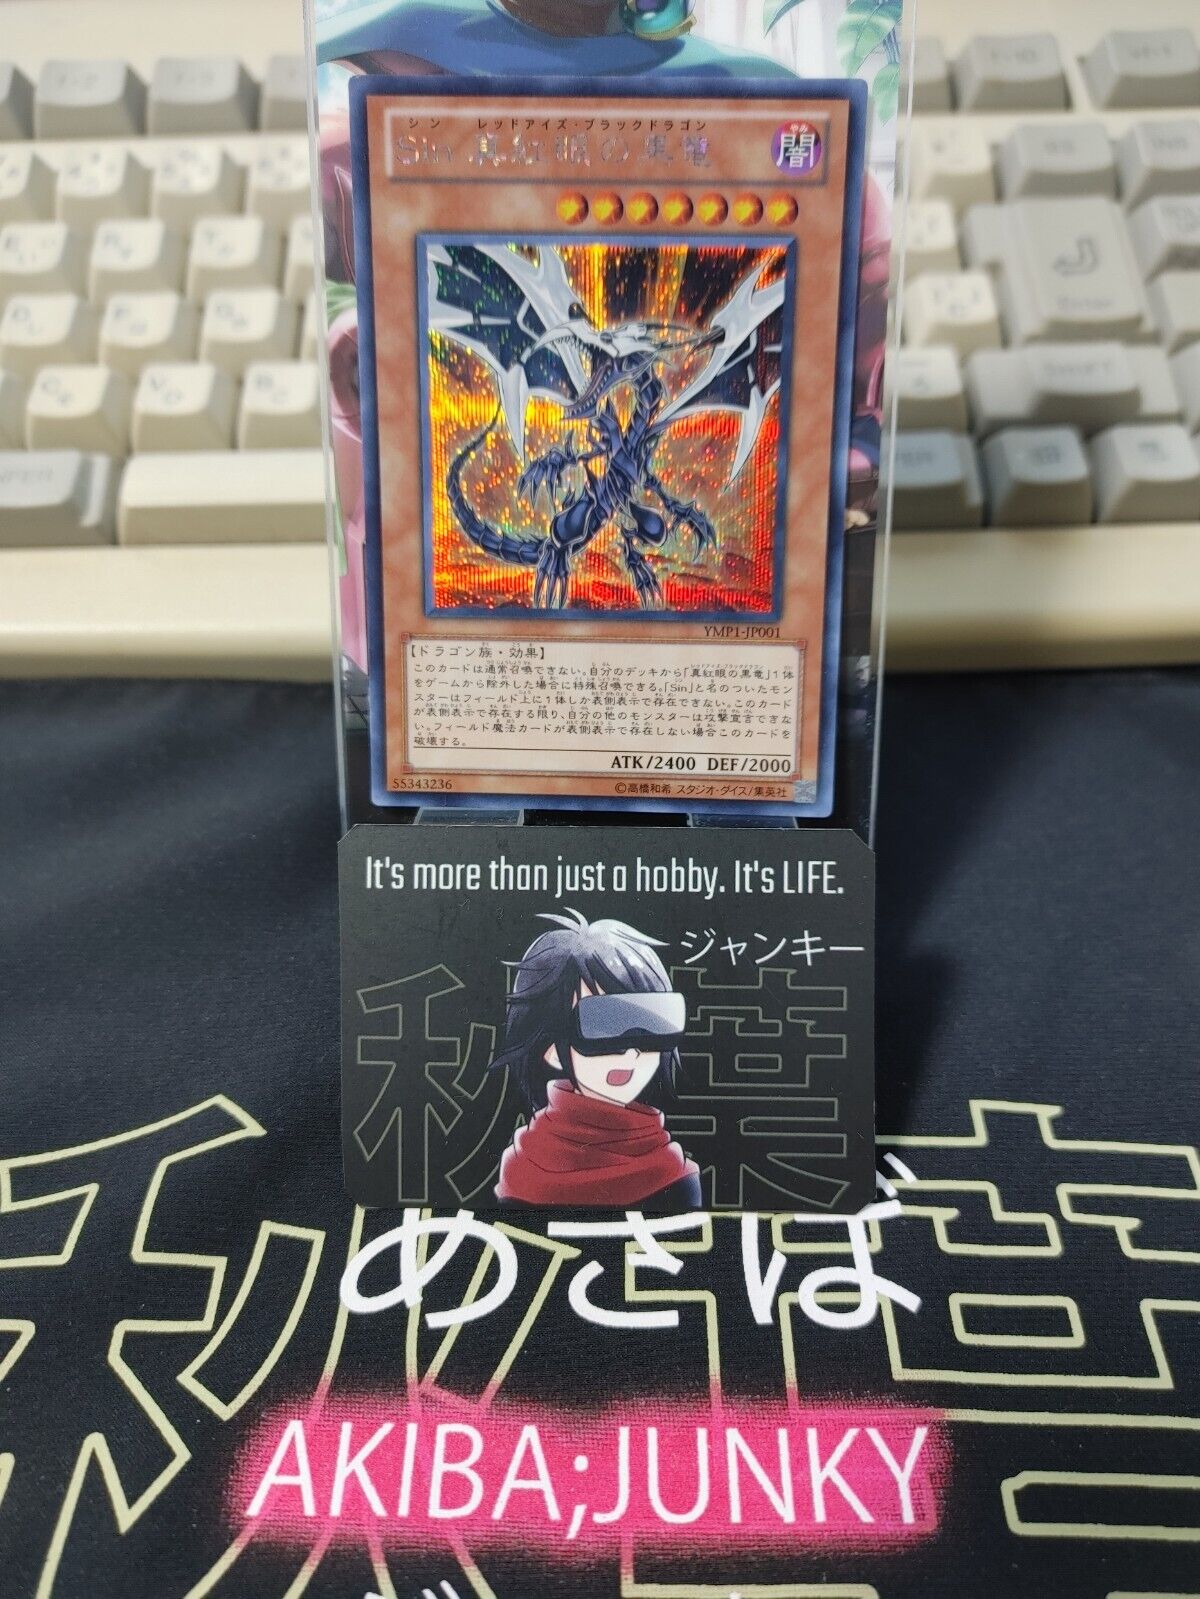 シン レッドアイズ・ブラックドラゴン
Sin 真紅眼の黒竜
やみ
闇
YMP1-JP001
【ドラゴン族・効果】
このカードは通常召喚できない。自分のデッキから「真紅眼の黒竜」1体
をゲームから除外した場合に特殊召喚できる。「Sin」と名のついたモン
スターはフィールド上に1体しか表側表示で存在できない。このカード
が表側表示で存在する限り、自分の他のモンスターは攻撃宣言できな
い。フィールド魔法カードが表側表示で存在しない場合このカードを
破壊する。
ATK/2400 DEF/2000
55343236
©高橋和希 スタジオ・ダイス/集英社
It's more than just a hobby. It's LIFE.
ジャンキー
秋葉
めさば
AKIBA;JUNKY